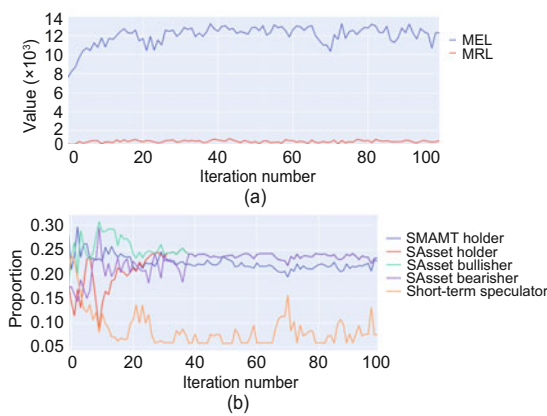 14
12
10
8
6
4
2
0
Value (×10³)
0 20 40 60 80 100
Iteration number
MEL
MRL
(a)
0.30
0.25
0.20
0.15
0.10
0.05
Proportion
0 20 40 60 80 100
Iteration number
SMAMT holder
SAsset holder
SAsset bullisher
SAsset bearisher
Short-term speculator
(b)